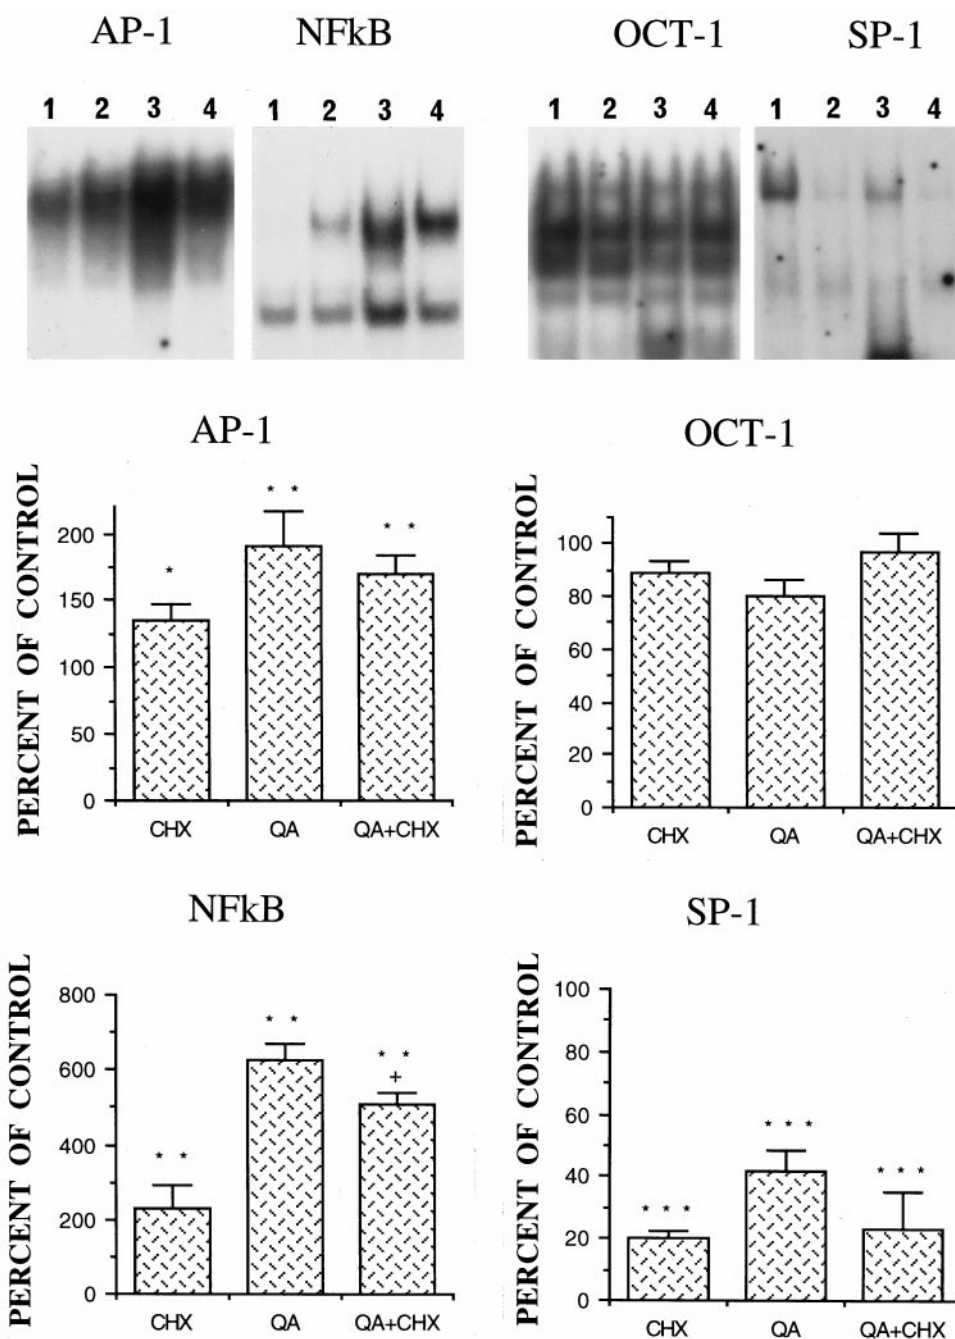 AP-1 NFkB OCT-1 SP-1
1 2 3 4 1 2 3 4 1 2 3 4 1 2 3 4
AP-1
PERCENT OF CONTROL
200
150
100
50
0
*
* *
* *
CHX QA QA+CHX
OCT-1
PERCENT OF CONTROL
100
80
60
40
20
0
CHX QA QA+CHX
NFkB
PERCENT OF CONTROL
800
600
400
200
0
* *
* *
* *
+
CHX QA QA+CHX
SP-1
PERCENT OF CONTROL
100
80
60
40
20
0
* * *
* * *
* * *
CHX QA QA+CHX